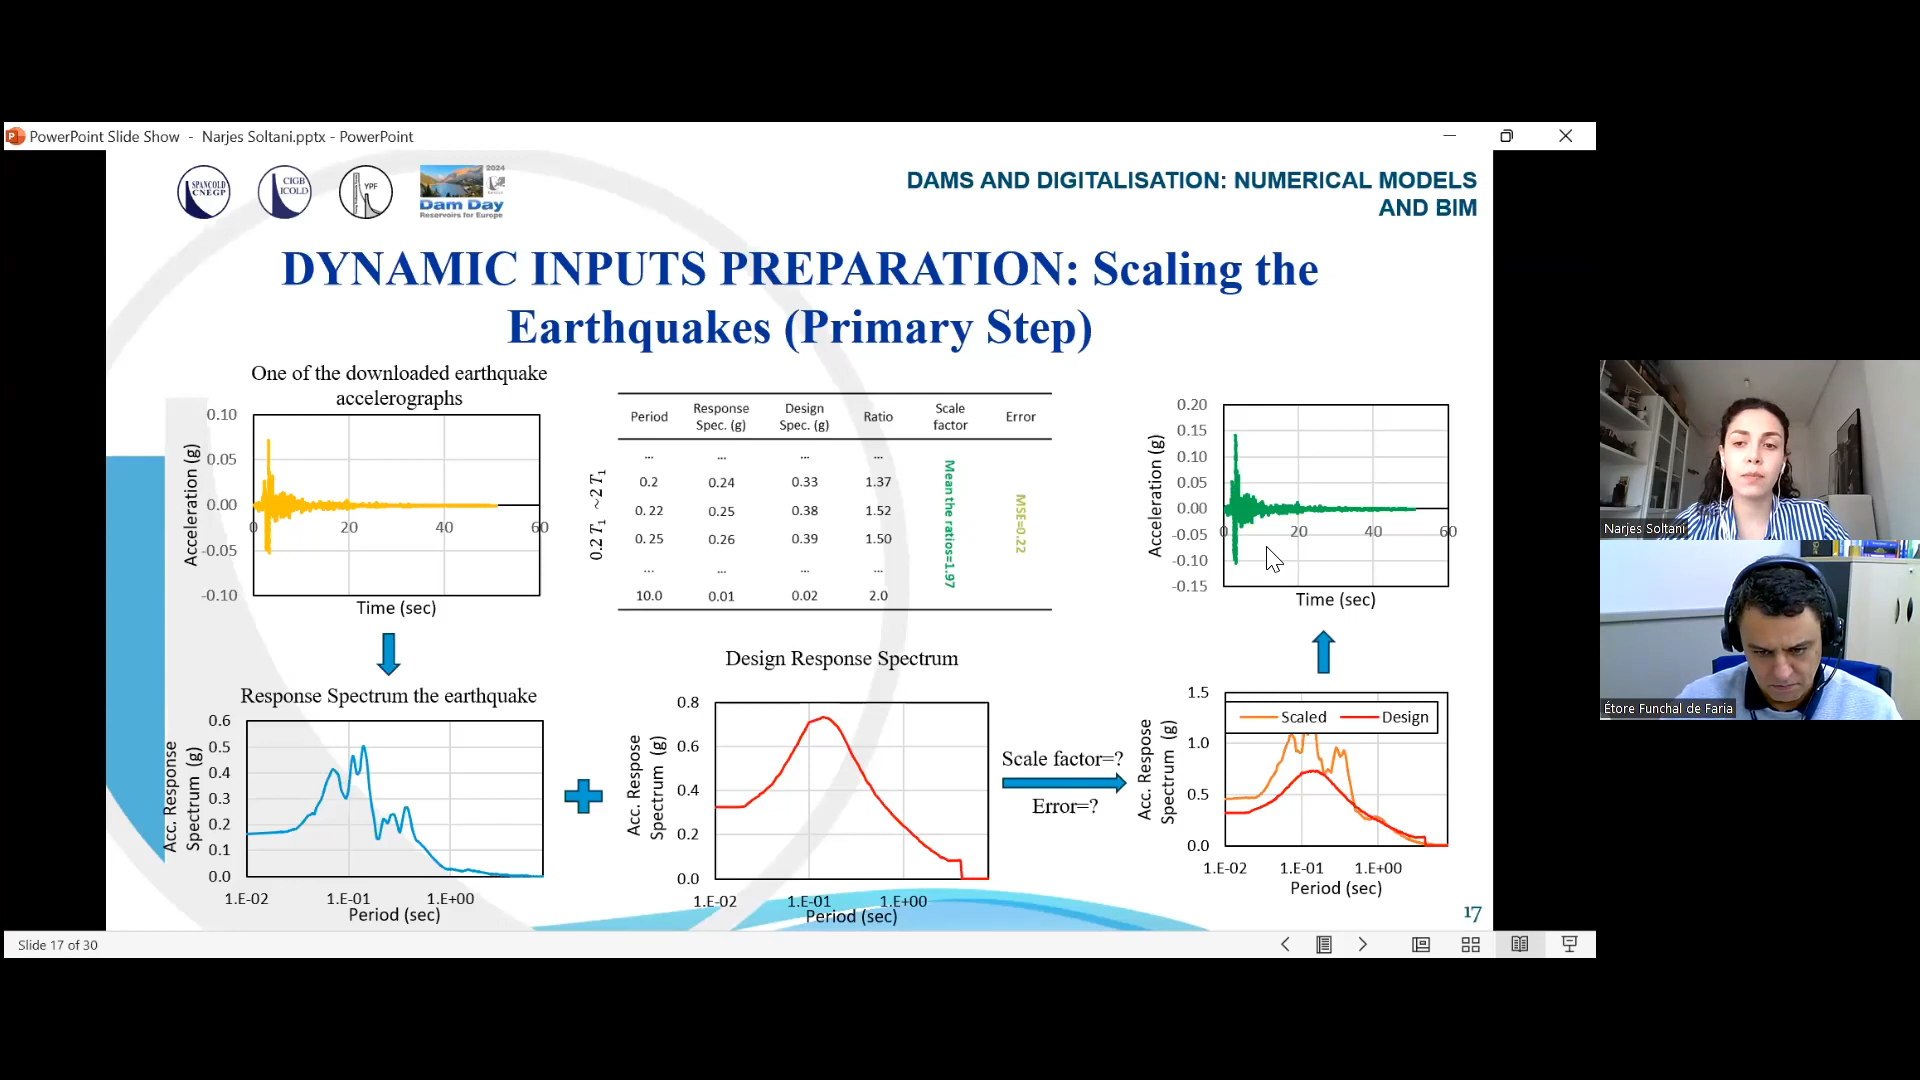 PowerPoint Slide Show - Narjes Soltani.pptx - PowerPoint
SPANCOLD
CNEGP
CIGB
ICOLD
YPF
2024
Dam Day
Reservoirs for Europe
DAMS AND DIGITALISATION: NUMERICAL MODELS
AND BIM
DYNAMIC INPUTS PREPARATION: Scaling the
Earthquakes (Primary Step)
One of the downloaded earthquake
accelerographs
Acceleration (g)
0.10
0.05
0.00
-0.05
-0.10
0 20 40 60
Time (sec)
0.2 T1 ~2 T1
Period Response Spec. (g) Design Spec. (g) Ratio Scale factor Error
... ... ... ...
0.2 0.24 0.33 1.37
0.22 0.25 0.38 1.52
0.25 0.26 0.39 1.50
... ... ... ...
10.0 0.01 0.02 2.0
Mean the ratios=1.97
MSE=0.22
Acceleration (g)
0.20
0.15
0.10
0.05
0.00
-0.05
-0.10
-0.15
0 20 40 60
Time (sec)
Response Spectrum the earthquake
Acc. Response
Spectrum (g)
0.6
0.5
0.4
0.3
0.2
0.1
0.0
1.E-02 1.E-01 1.E+00
Period (sec)
Design Response Spectrum
Acc. Respose
Spectrum (g)
0.8
0.6
0.4
0.2
0.0
1.E-02 1.E-01 1.E+00
Period (sec)
Scale factor=?
Error=?
Acc. Respose
Spectrum (g)
1.5
1.0
0.5
0.0
Scaled Design
1.E-02 1.E-01 1.E+00
Period (sec)
17
Slide 17 of 30
Narjes Soltani
Étore Funchal de Faria